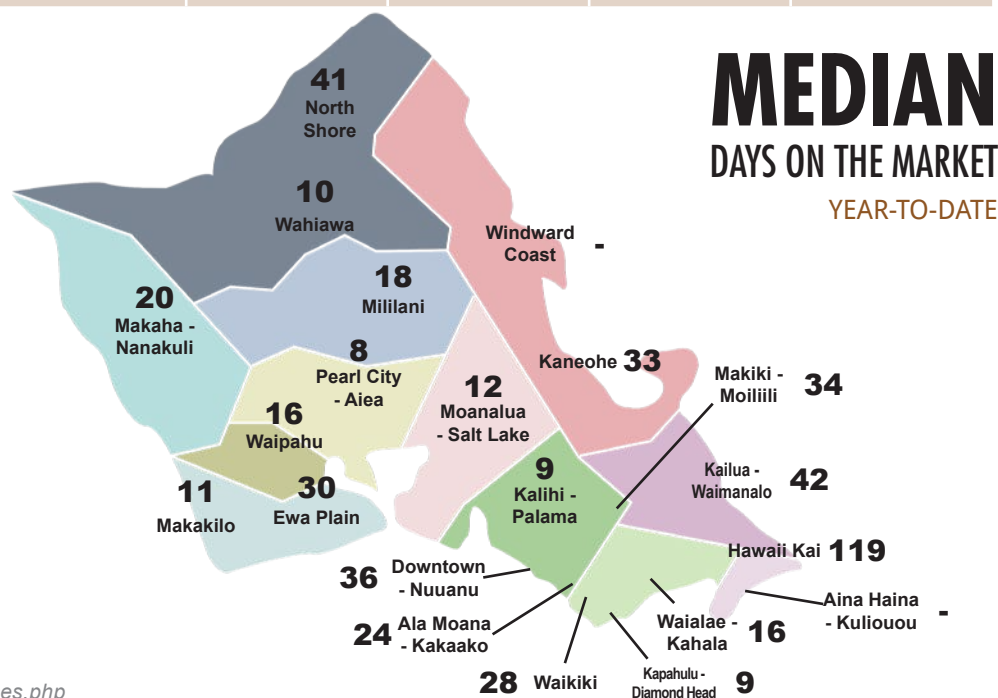 MEDIAN
DAYS ON THE MARKET
YEAR-TO-DATE
41
North
Shore
10
Wahiawa
Windward
Coast -
18
Mililani
20
Makaha -
Nanakuli
8
Pearl City
- Aiea
Kaneohe 33
12
Moanalua
- Salt Lake
Makiki -
Moiliili 34
16
Waipahu
9
Kalihi -
Palama
Kailua -
Waimanalo 42
11
Makakilo
30
Ewa Plain
Hawaii Kai 119
36 Downtown
- Nuuanu
Aina Haina
- Kuliouou -
24 Ala Moana
- Kakaako
Waialae -
Kahala 16
28 Waikiki
Kapahulu -
Diamond Head 9
es.php